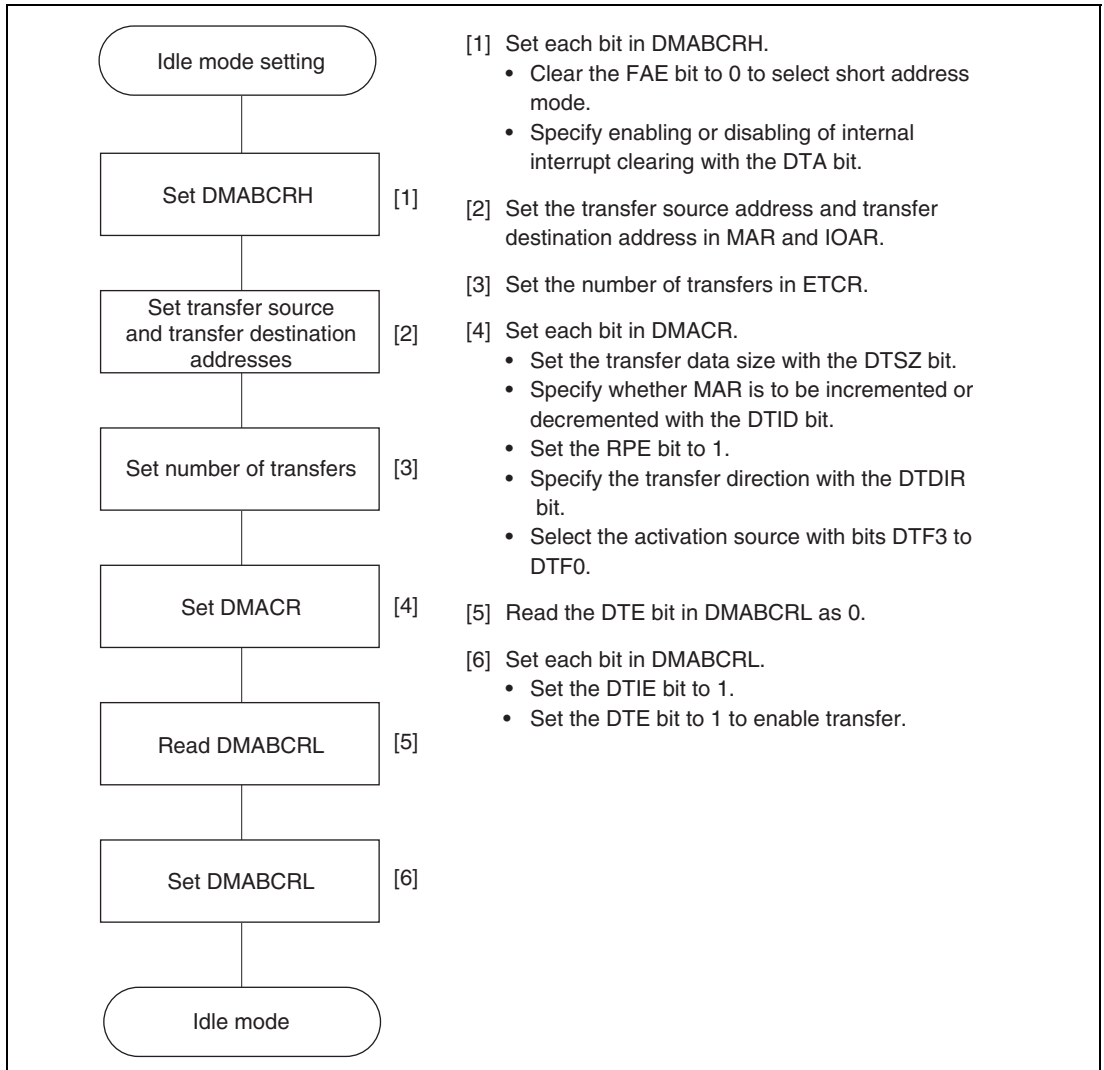 Idle mode setting
Set DMABCRH
[1]
Set transfer source
and transfer destination
addresses
[2]
Set number of transfers
[3]
Set DMACR
[4]
Read DMABCRL
[5]
Set DMABCRL
[6]
Idle mode
[1] Set each bit in DMABCRH.
• Clear the FAE bit to 0 to select short address
mode.
• Specify enabling or disabling of internal
interrupt clearing with the DTA bit.
[2] Set the transfer source address and transfer
destination address in MAR and IOAR.
[3] Set the number of transfers in ETCR.
[4] Set each bit in DMACR.
• Set the transfer data size with the DTSZ bit.
• Specify whether MAR is to be incremented or
decremented with the DTID bit.
• Set the RPE bit to 1.
• Specify the transfer direction with the DTDIR
bit.
• Select the activation source with bits DTF3 to
DTF0.
[5] Read the DTE bit in DMABCRL as 0.
[6] Set each bit in DMABCRL.
• Set the DTIE bit to 1.
• Set the DTE bit to 1 to enable transfer.